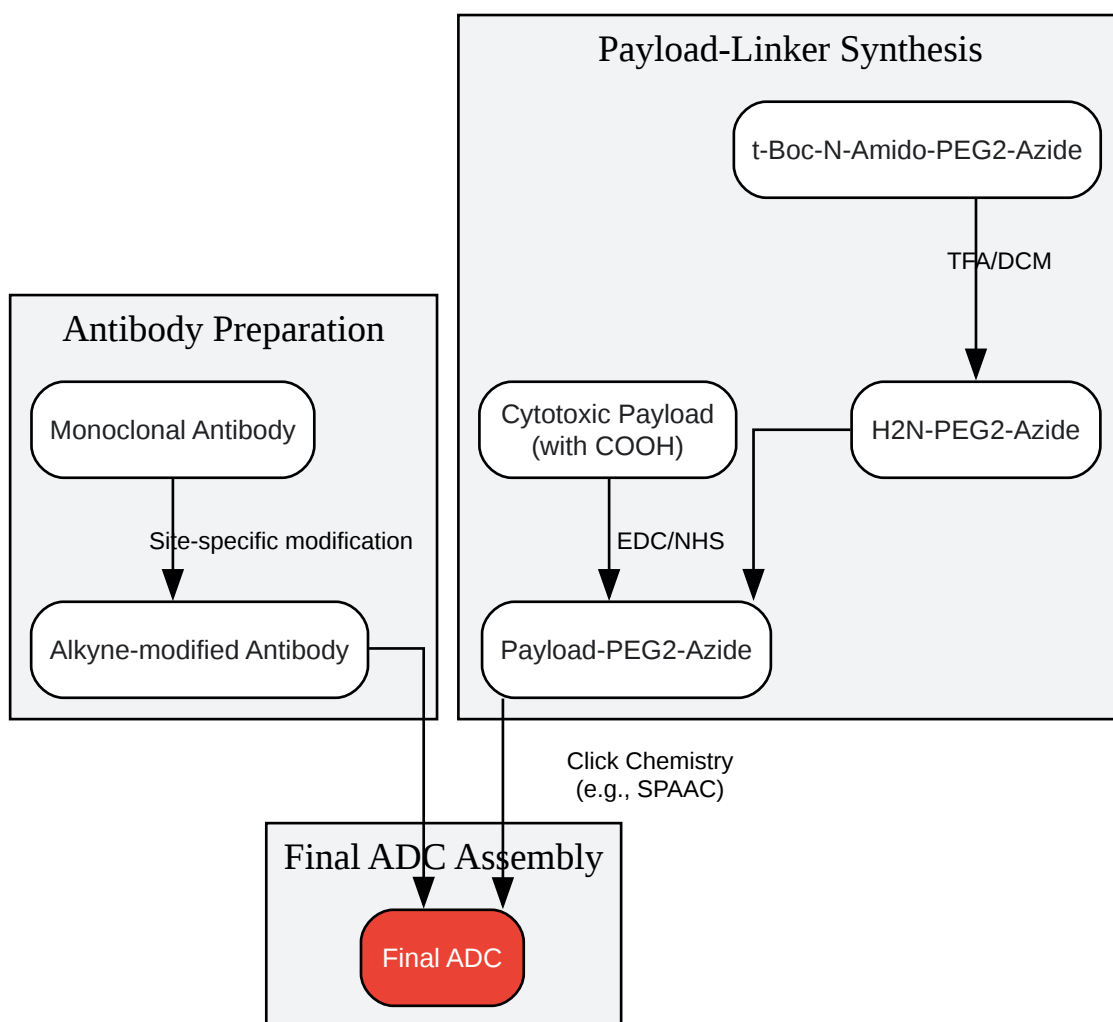 Payload-Linker Synthesis
t-Boc-N-Amido-PEG2-Azide
TFA/DCM
Antibody Preparation
Monoclonal Antibody
Cytotoxic Payload
(with COOH)
H2N-PEG2-Azide
Site-specific modification
EDC/NHS
Alkyne-modified Antibody
Payload-PEG2-Azide
Click Chemistry
(e.g., SPAAC)
Final ADC Assembly
Final ADC